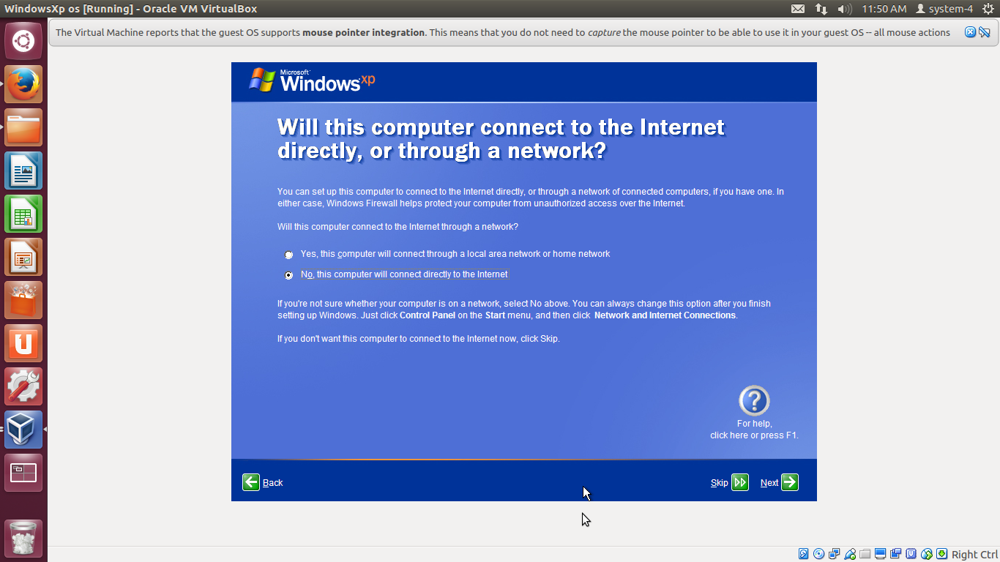 WindowsXp os [Running] - Oracle VM VirtualBox
11:50 AM system-4
The Virtual Machine reports that the guest OS supports mouse pointer integration. This means that you do not need to capture the mouse pointer to be able to use it in your guest OS -- all mouse actions
Microsoft
Windows xp
Will this computer connect to the Internet
directly, or through a network?
You can set up this computer to connect to the Internet directly, or through a network of connected computers, if you have one. In
either case, Windows Firewall helps protect your computer from unauthorized access over the Internet.
Will this computer connect to the Internet through a network?
Yes, this computer will connect through a local area network or home network
No, this computer will connect directly to the Internet
If you're not sure whether your computer is on a network, select No above. You can always change this option after you finish
setting up Windows. Just click Control Panel on the Start menu, and then click Network and Internet Connections.
If you don't want this computer to connect to the Internet now, click Skip.
For help,
click here or press F1.
Back
Skip
Next
Right Ctrl